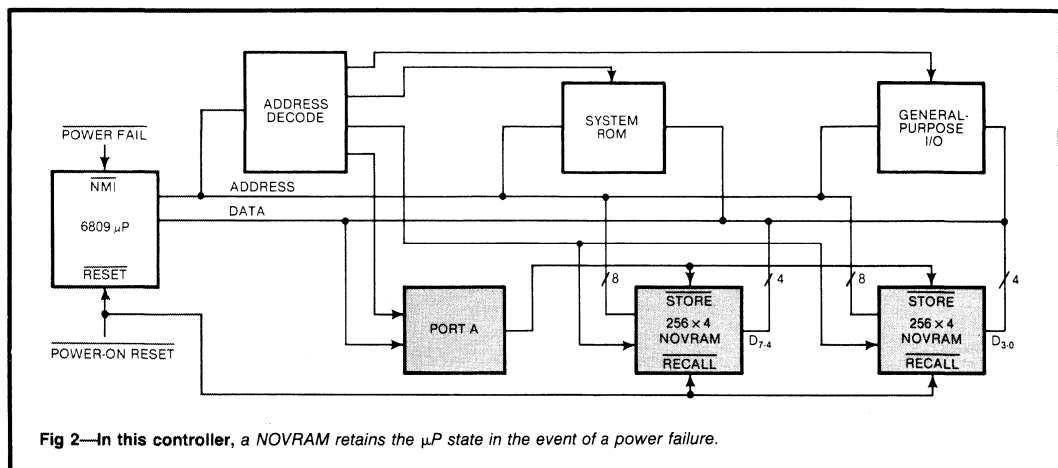 ADDRESS
DECODE
SYSTEM
ROM
GENERAL-
PURPOSE
I/O
POWER FAIL
NMI
6809 µP
RESET
ADDRESS
DATA
POWER-ON RESET
PORT A
8
STORE
256 × 4
NOVRAM
RECALL
4
D7-4
8
STORE
256 × 4
NOVRAM
RECALL
4
D3-0
Fig 2—In this controller, a NOVRAM retains the µP state in the event of a power failure.